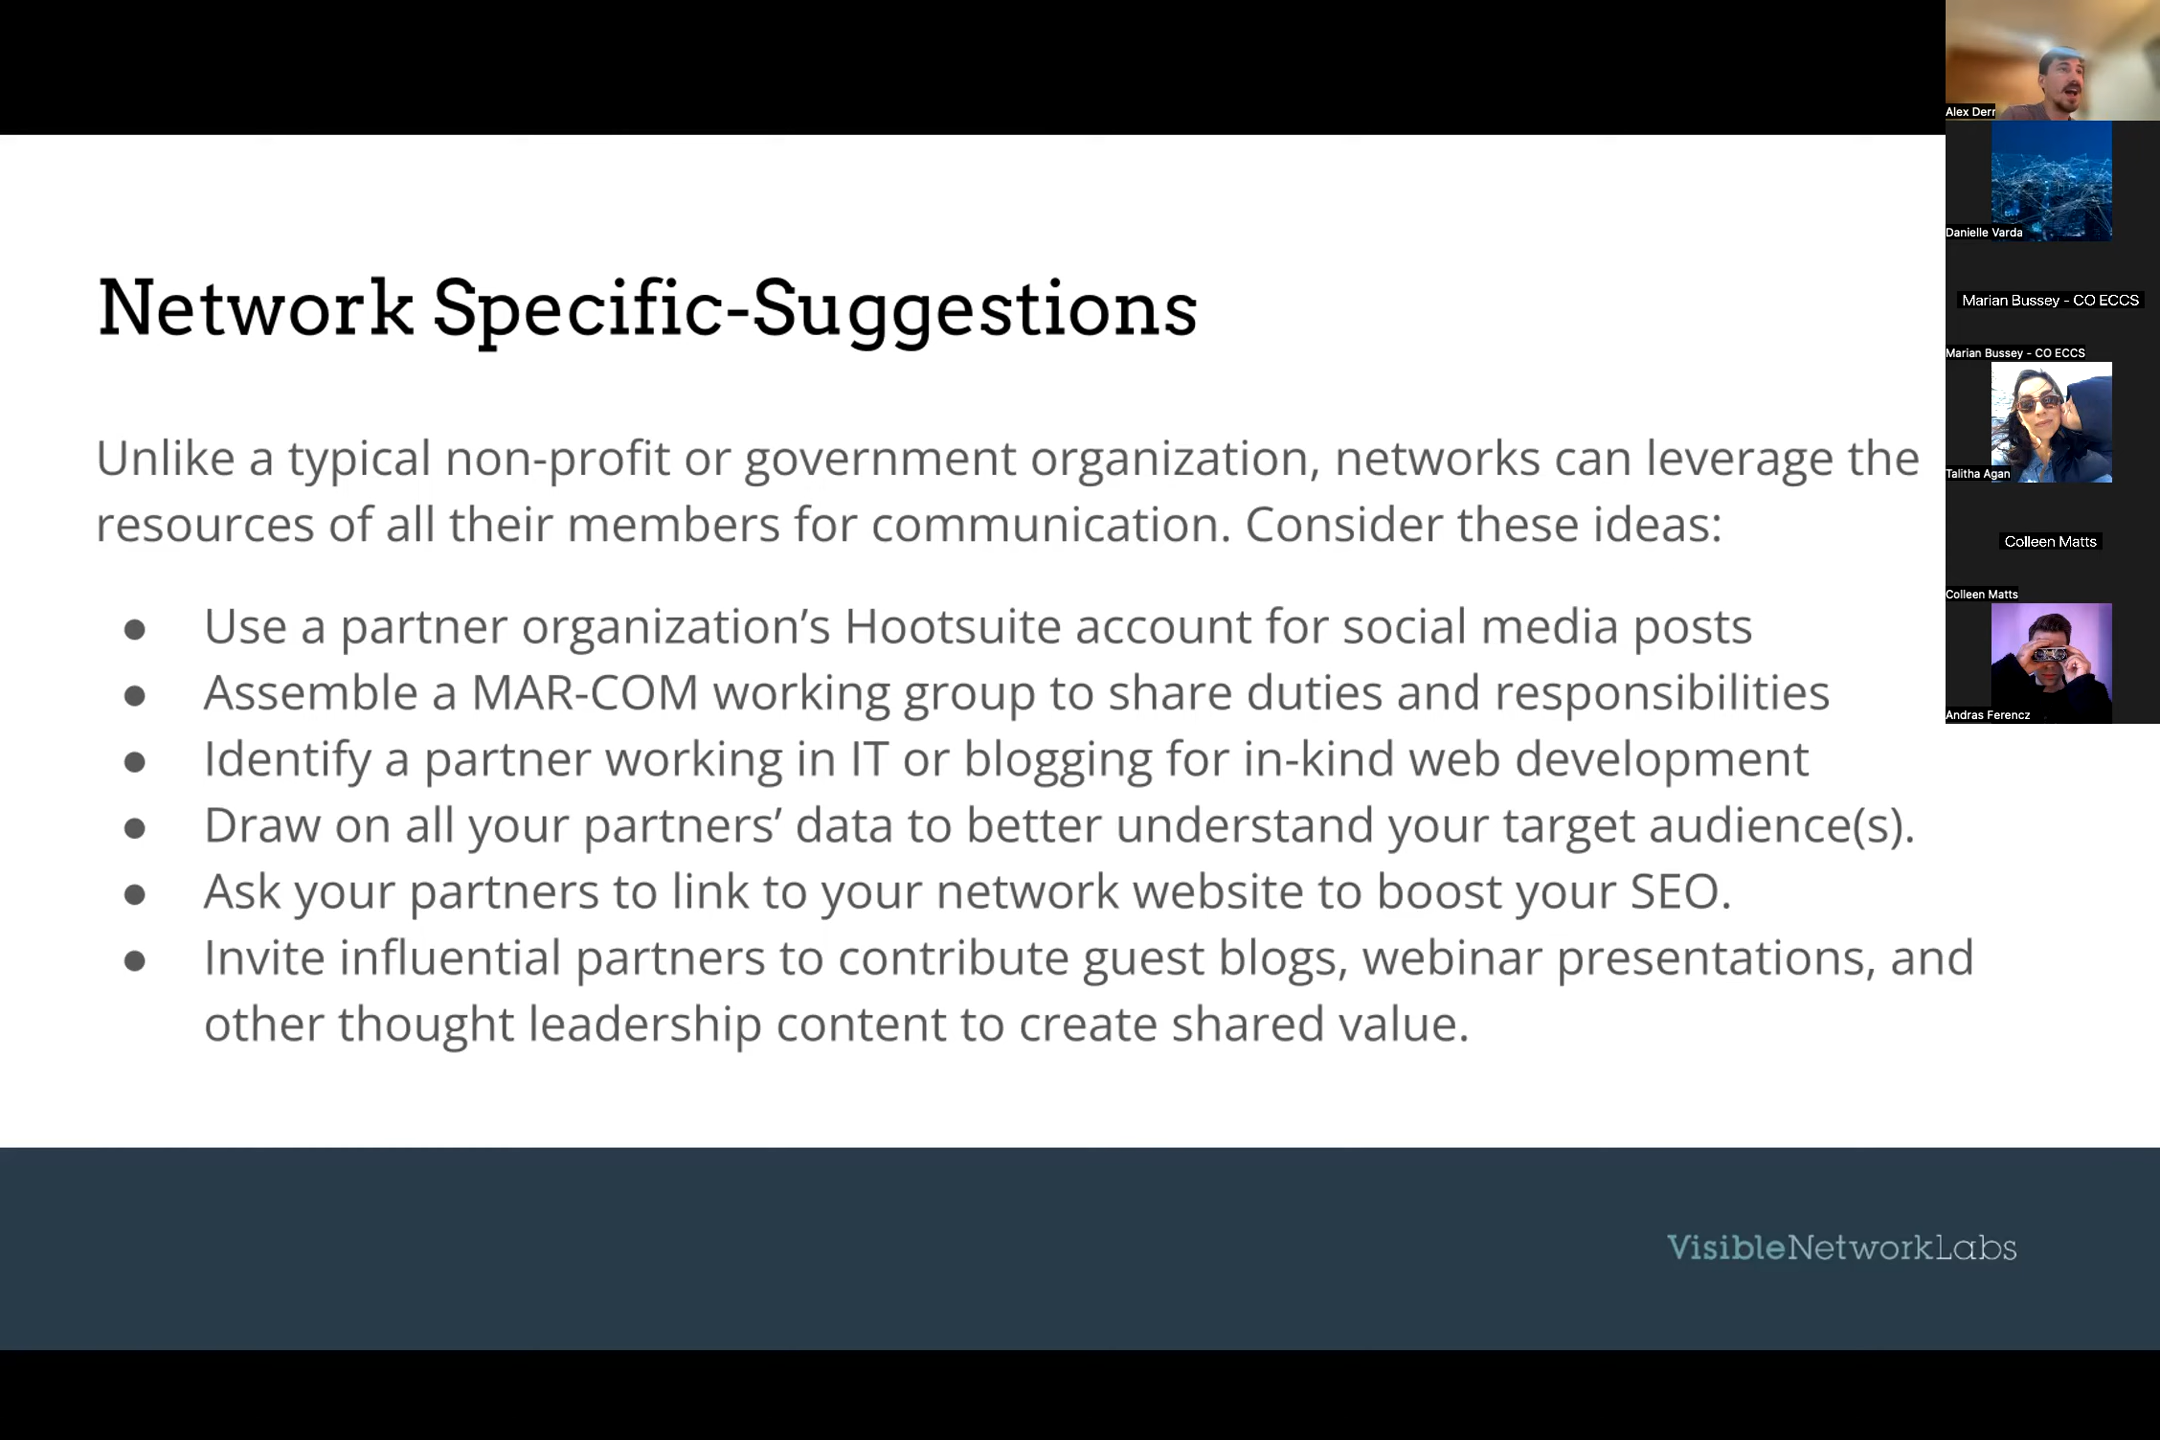 Network Specific-Suggestions
Unlike a typical non-profit or government organization, networks can leverage the
resources of all their members for communication. Consider these ideas:
● Use a partner organization’s Hootsuite account for social media posts
● Assemble a MAR-COM working group to share duties and responsibilities
● Identify a partner working in IT or blogging for in-kind web development
● Draw on all your partners’ data to better understand your target audience(s).
● Ask your partners to link to your network website to boost your SEO.
● Invite influential partners to contribute guest blogs, webinar presentations, and
other thought leadership content to create shared value.
VisibleNetworkLabs
Alex Derr
Danielle Varda
Marian Bussey - CO ECCS
Marian Bussey - CO ECCS
Talitha Agan
Colleen Matts
Colleen Matts
Andras Ferencz